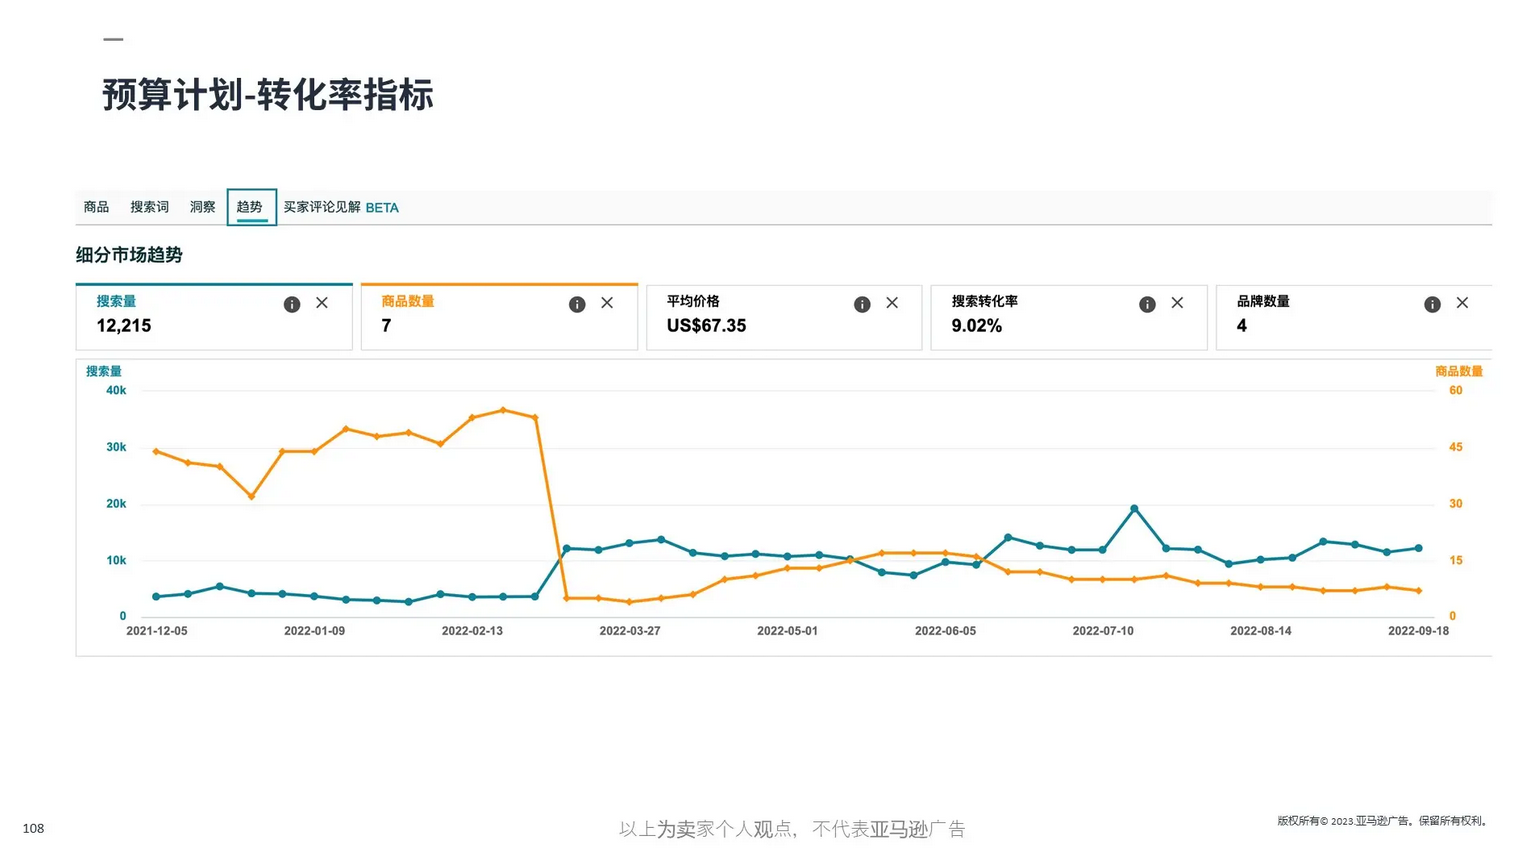 预算计划-转化率指标
商品 搜索词 洞察 趋势 买家评论见解 BETA
细分市场趋势
搜索量 商品数量 平均价格 搜索转化率 品牌数量
12,215 7 US$67.35 9.02% 4
搜索量 商品数量
40k 60
30k 45
20k 30
10k 15
0 0
2021-12-05 2022-01-09 2022-02-13 2022-03-27 2022-05-01 2022-06-05 2022-07-10 2022-08-14 2022-09-18
108
以上为卖家个人观点，不代表亚马逊广告
版权所有© 2023.亚马逊广告。保留所有权利。